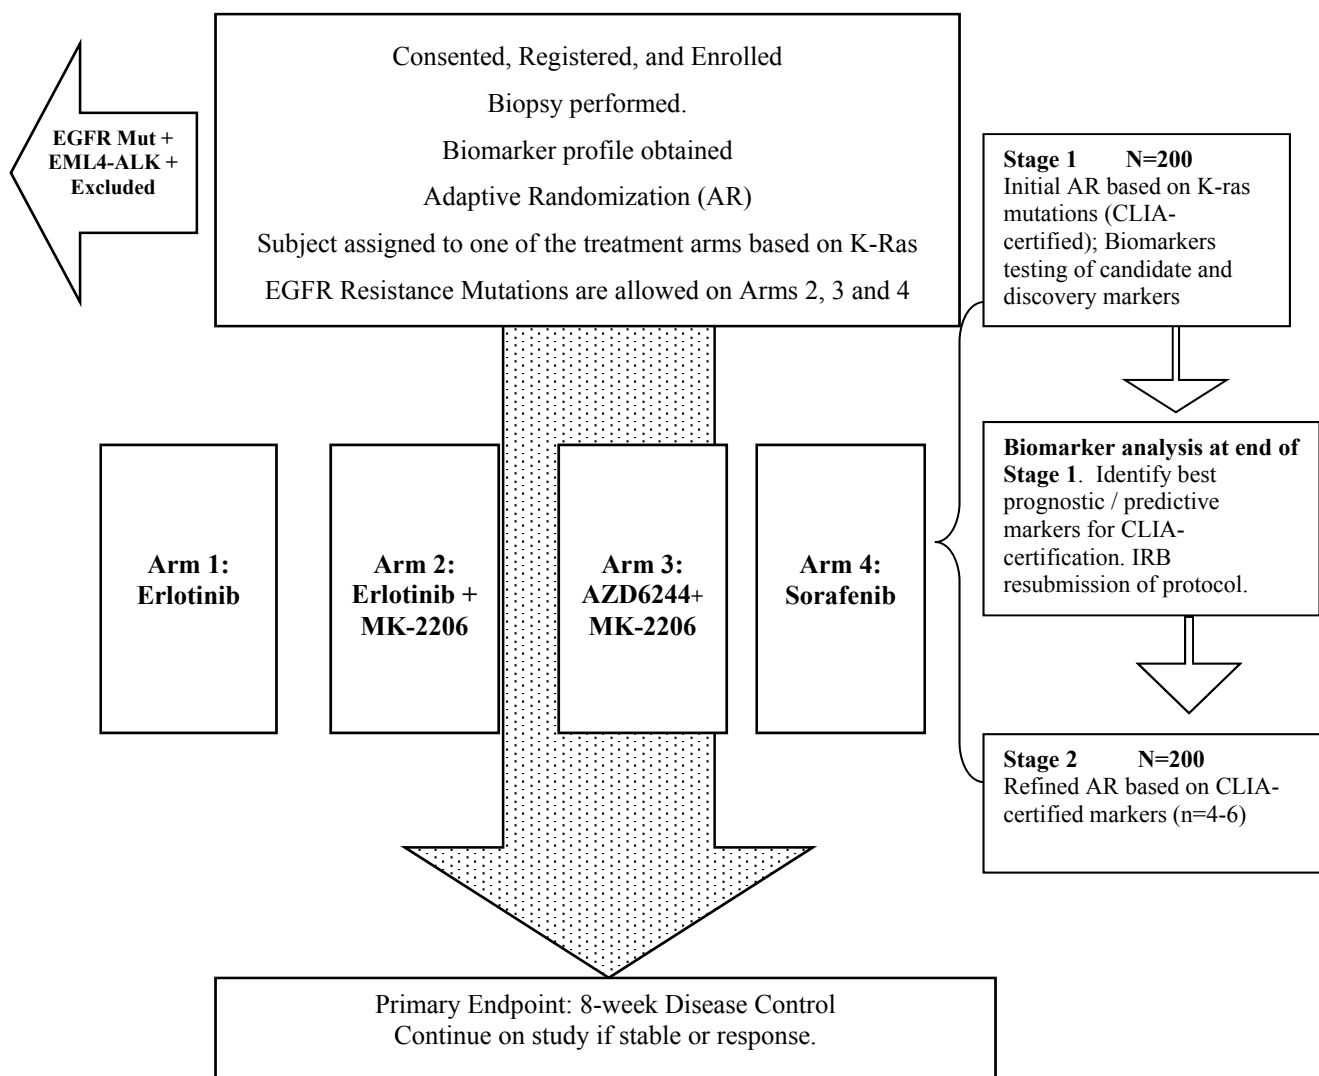 Consented, Registered, and Enrolled
Biopsy performed.
Biomarker profile obtained
Adaptive Randomization (AR)
Subject assigned to one of the treatment arms based on K-Ras
EGFR Resistance Mutations are allowed on Arms 2, 3 and 4
EGFR Mut +
EML4-ALK +
Excluded
Stage 1 N=200
Initial AR based on K-ras
mutations (CLIA-
certified); Biomarkers
testing of candidate and
discovery markers
Biomarker analysis at end of
Stage 1. Identify best
prognostic / predictive
markers for CLIA-
certification. IRB
resubmission of protocol.
Stage 2 N=200
Refined AR based on CLIA-
certified markers (n=4-6)
Arm 1:
Erlotinib
Arm 2:
Erlotinib +
MK-2206
Arm 3:
AZD6244+
MK-2206
Arm 4:
Sorafenib
Primary Endpoint: 8-week Disease Control
Continue on study if stable or response.